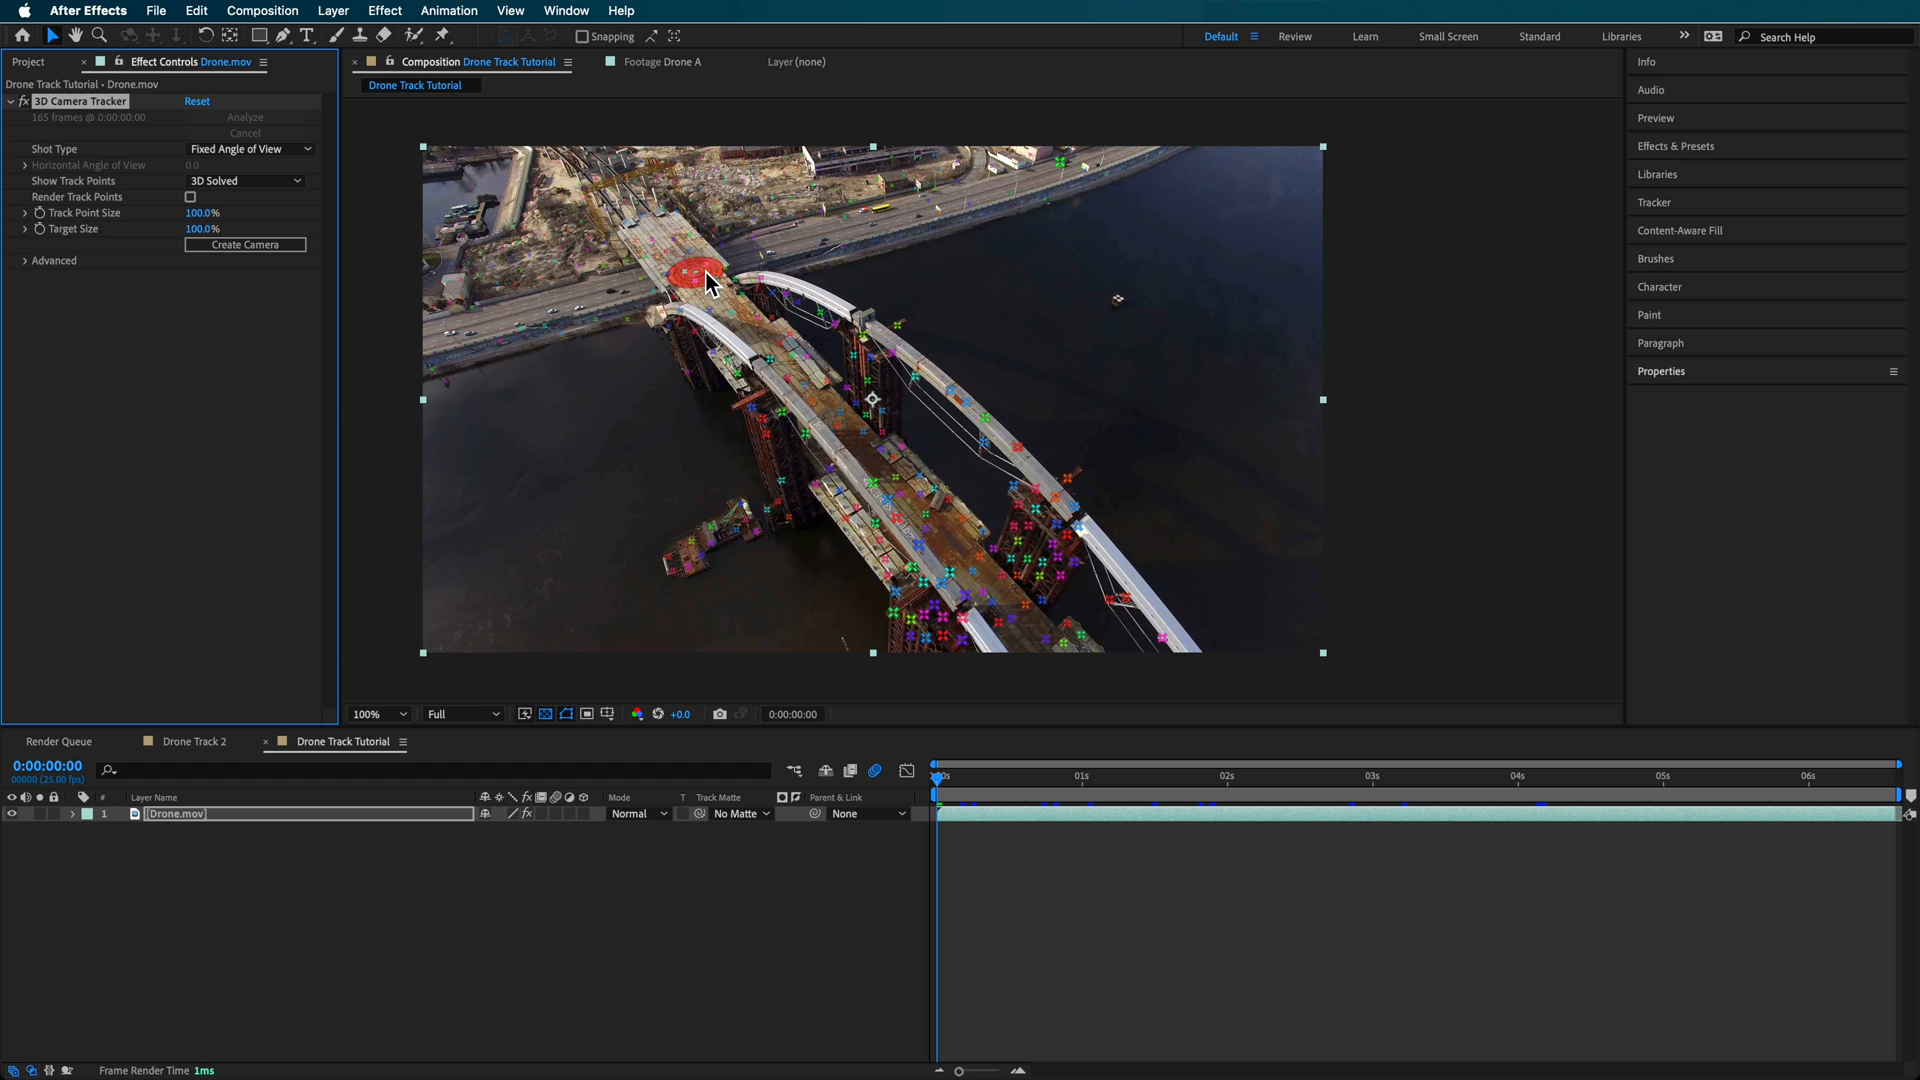 After Effects File Edit Composition Layer Effect Animation View Window Help
Snapping
Default Review Learn Small Screen Standard Libraries Search Help
Project Effect Controls Drone.mov
Composition Drone Track Tutorial Footage Drone A Layer (none)
Drone Track Tutorial • Drone.mov
Drone Track Tutorial
fx 3D Camera Tracker Reset
165 frames @ 0:00:00:00 Analyze
Cancel
Shot Type Fixed Angle of View
Horizontal Angle of View 0.0
Show Track Points 3D Solved
Render Track Points
Track Point Size 100.0%
Target Size 100.0%
Create Camera
Advanced
Info
Audio
Preview
Effects & Presets
Libraries
Tracker
Content-Aware Fill
Brushes
Character
Paint
Paragraph
Properties
100% Full +0.0 0:00:00:00
Render Queue Drone Track 2 Drone Track Tutorial
0:00:00:00
00000 (25.00 fps)
01s 02s 03s 04s 05s 06s
# Layer Name fx Mode T Track Matte Parent & Link
1 [Drone.mov] fx Normal No Matte None
Frame Render Time 1ms